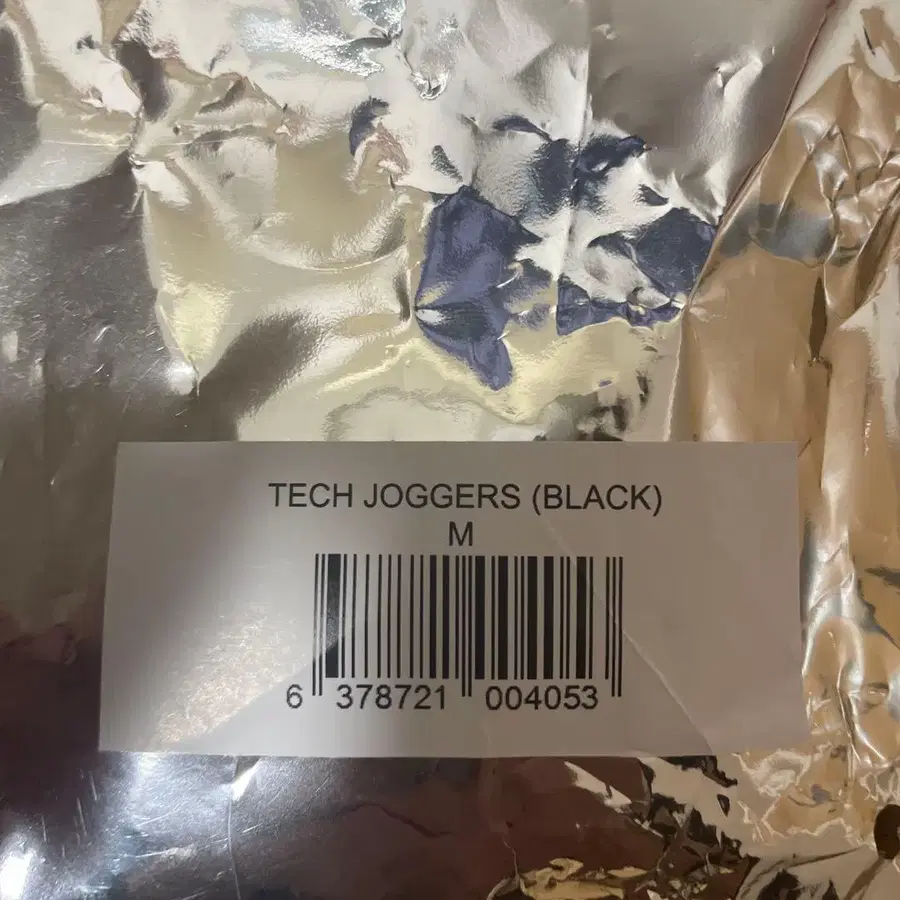 TECH JOGGERS (BLACK)
M
6 378721 004053